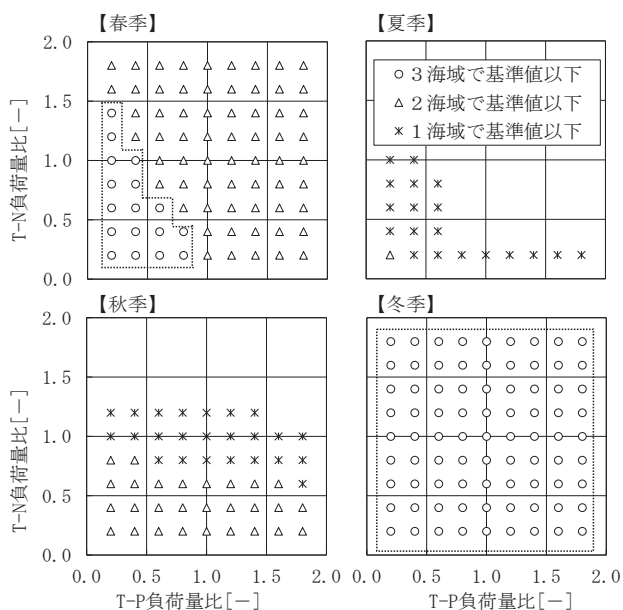 【春季】
【夏季】
2.0
1.5
1.0
0.5
0.0
T-N負荷量比[－]
○ 3海域で基準値以下
△ 2海域で基準値以下
＊ 1海域で基準値以下
【秋季】
【冬季】
2.0
1.5
1.0
0.5
0.0
T-N負荷量比[－]
0.0 0.5 1.0 1.5 2.0
0.0 0.5 1.0 1.5 2.0
T-P負荷量比[－]
T-P負荷量比[－]